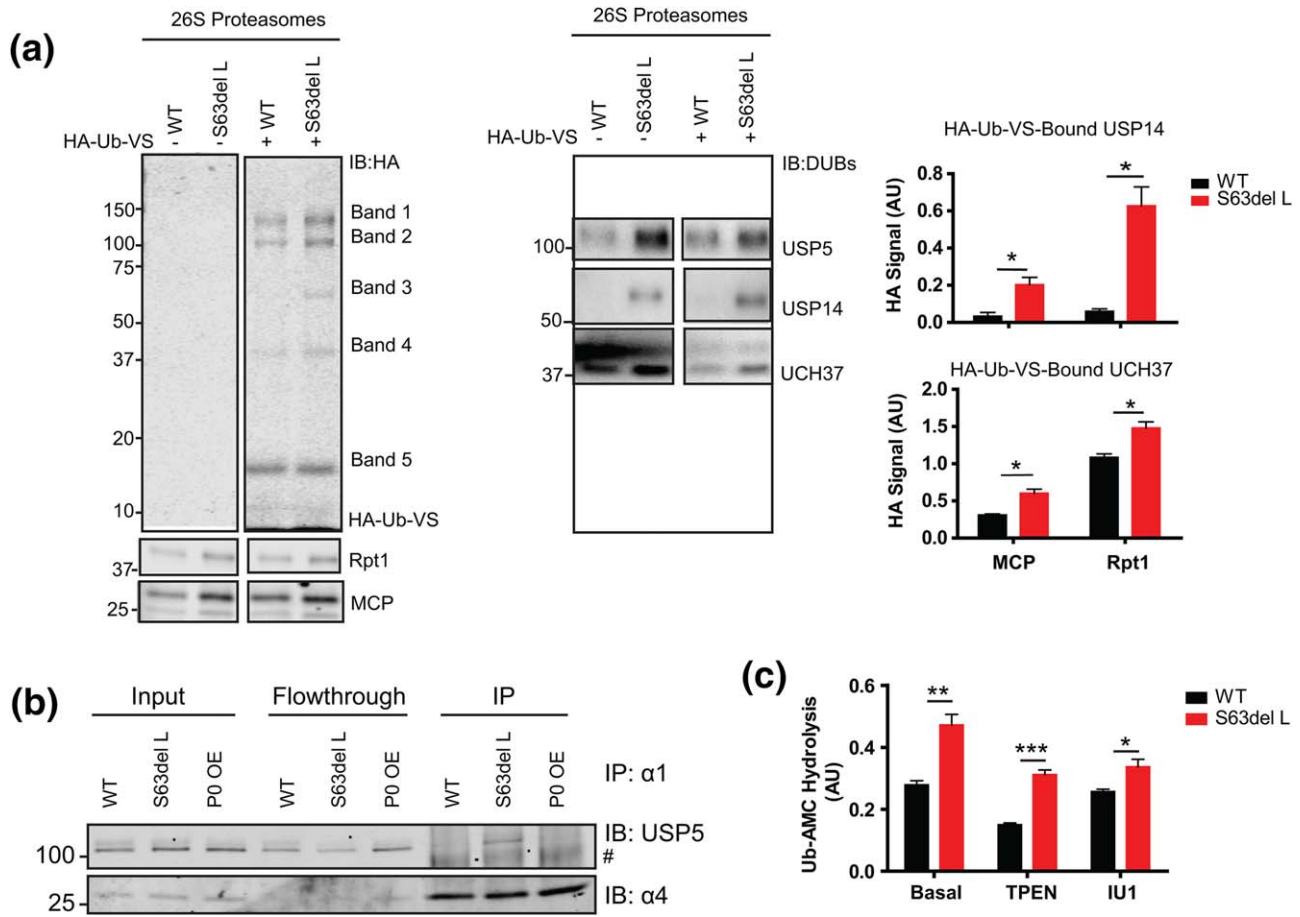 (a)
26S Proteasomes
HA-Ub-VS
- WT
- S63del L
+ WT
+ S63del L
IB:HA
150
100
75
50
37
20
10
Band 1
Band 2
Band 3
Band 4
Band 5
HA-Ub-VS
37
Rpt1
25
MCP
26S Proteasomes
HA-Ub-VS
- WT
- S63del L
+ WT
+ S63del L
IB:DUBs
100
USP5
50
USP14
37
UCH37
HA-Ub-VS-Bound USP14
HA Signal (AU)
0.8
0.6
0.4
0.2
0.0
*
*
WT
S63del L
HA-Ub-VS-Bound UCH37
HA Signal (AU)
2.0
1.5
1.0
0.5
0.0
*
*
MCP
Rpt1
(b)
Input
Flowthrough
IP
WT
S63del L
P0 OE
WT
S63del L
P0 OE
WT
S63del L
P0 OE
IP: α1
100
IB: USP5
#
25
IB: α4
(c)
Ub-AMC Hydrolysis
(AU)
0.6
0.4
0.2
0.0
**
***
*
Basal
TPEN
IU1
WT
S63del L